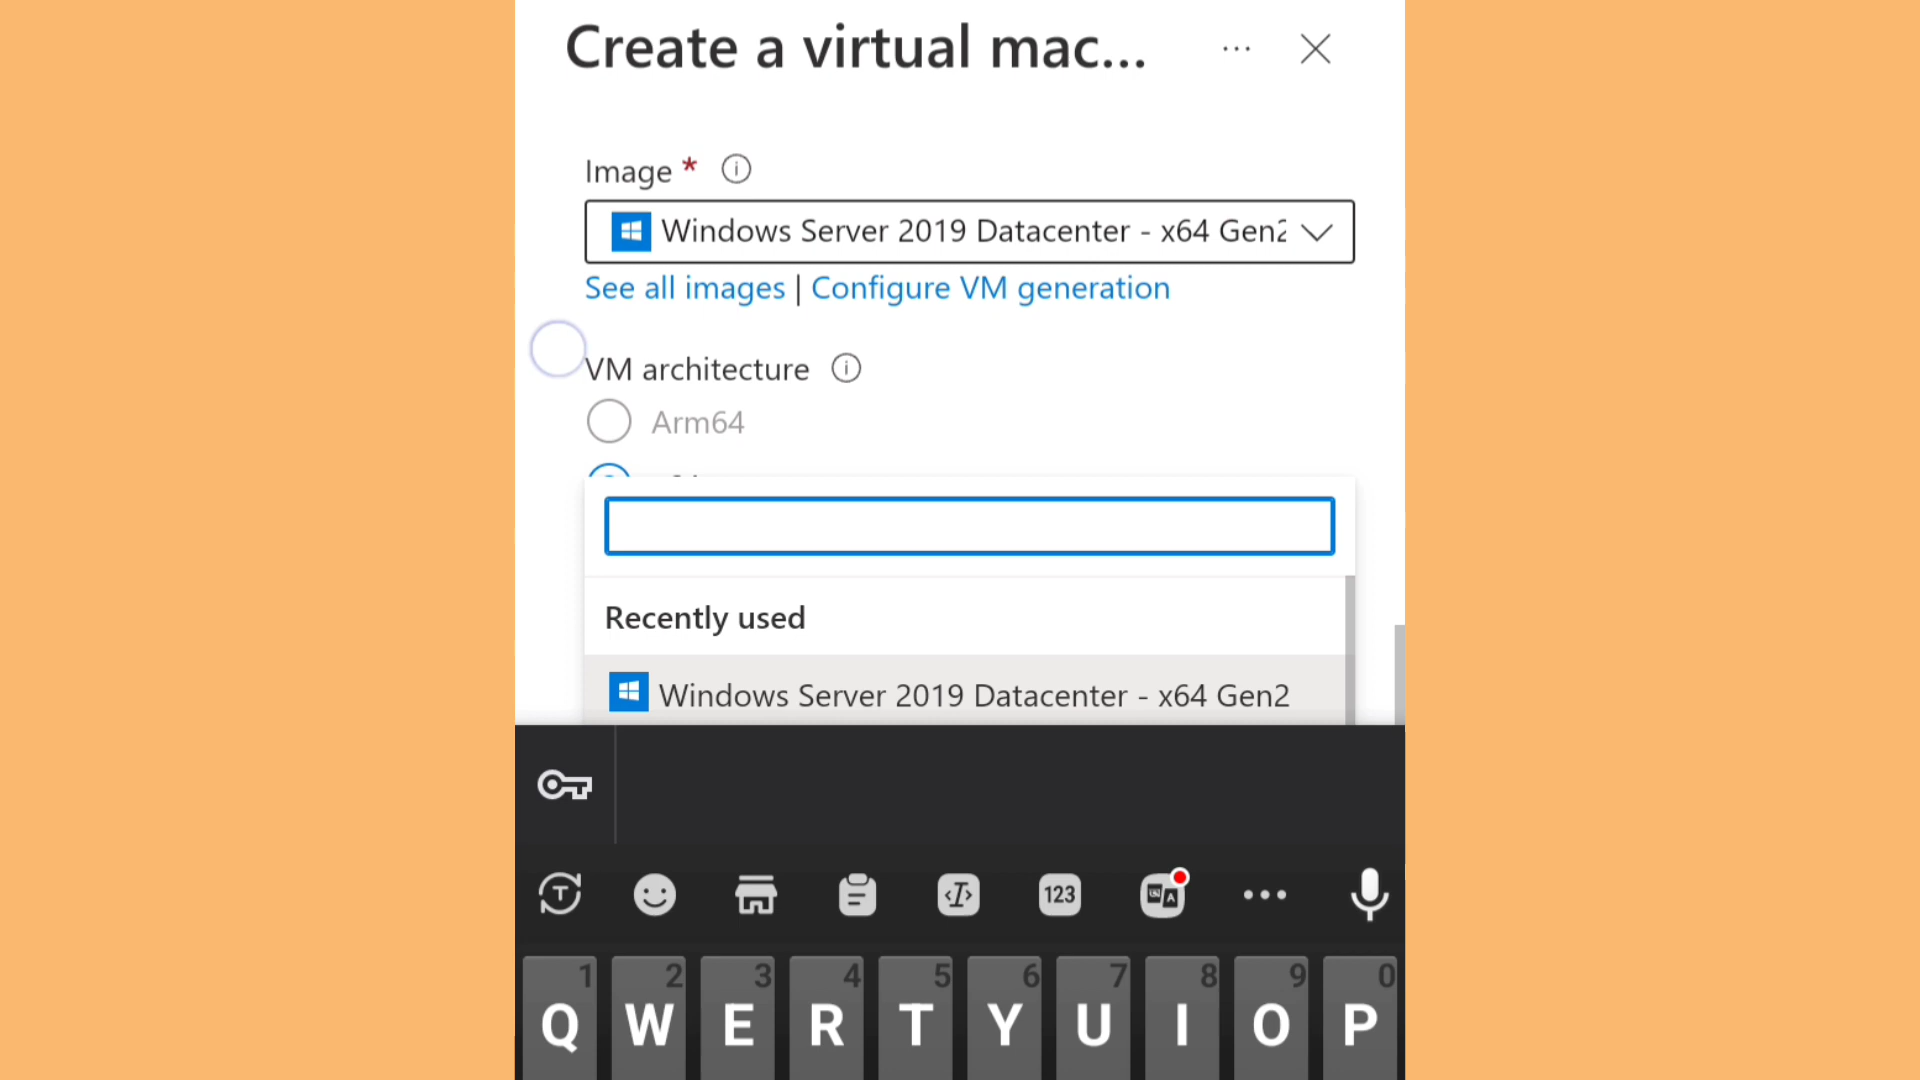 Create a virtual mac...
Image *
Windows Server 2019 Datacenter - x64 Gen2
See all images | Configure VM generation
VM architecture
Arm64
Recently used
Windows Server 2019 Datacenter - x64 Gen2
T 123 A
1 2 3 4 5 6 7 8 9 0
Q W E R T Y U I O P